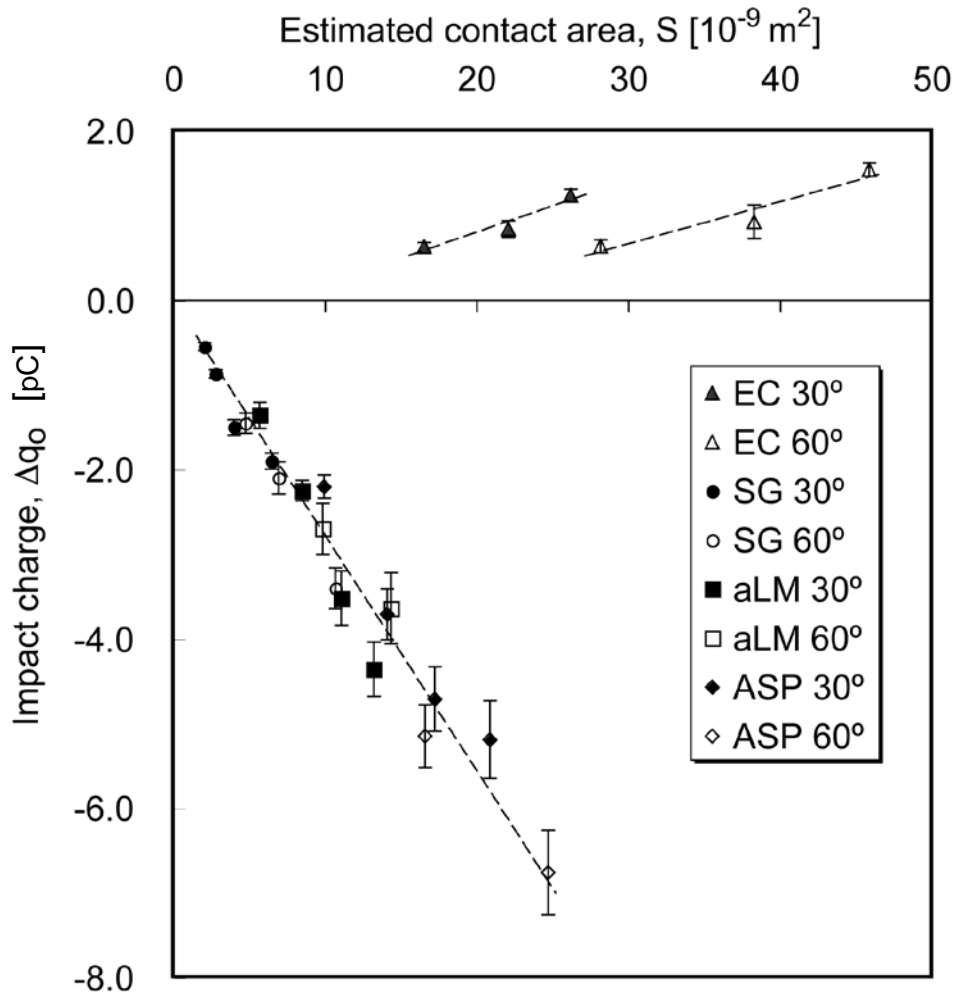 Estimated contact area, S [10⁻⁹ m²]
0 10 20 30 40 50
2.0
0.0
-2.0
-4.0
-6.0
-8.0
Impact charge, Δqₒ [pC]
EC 30º
EC 60º
SG 30º
SG 60º
aLM 30º
aLM 60º
ASP 30º
ASP 60º